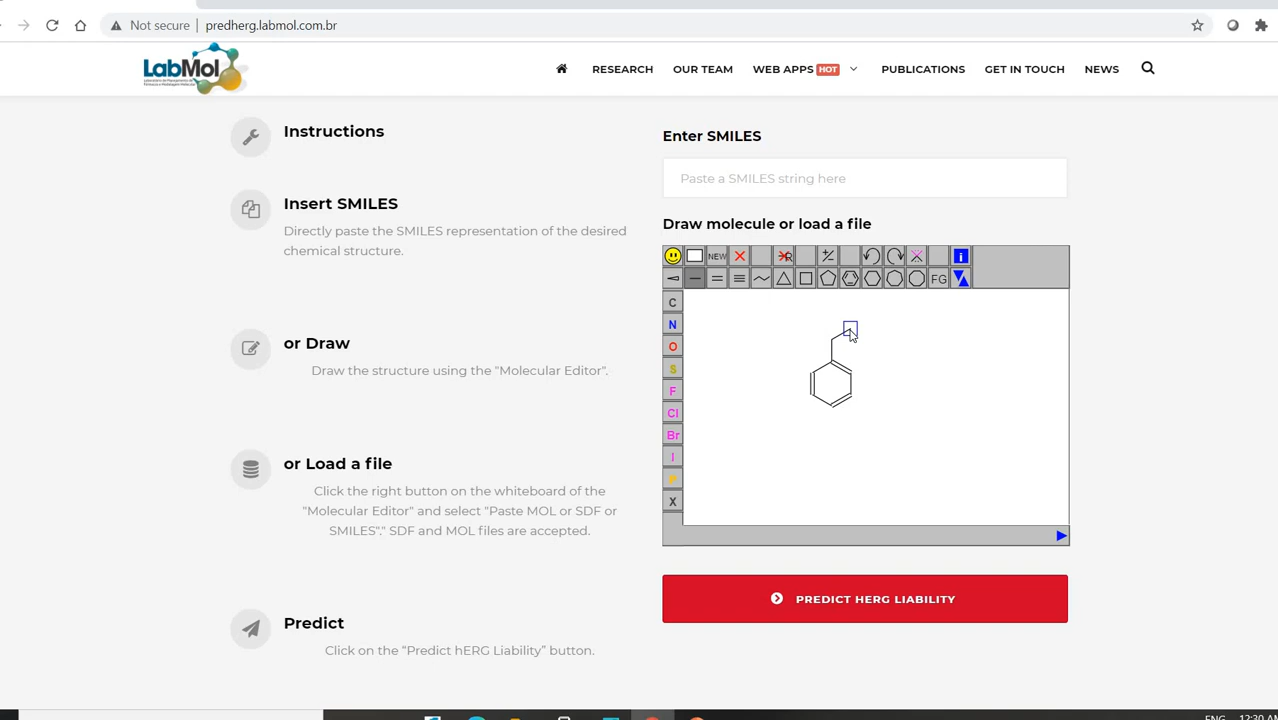 Not secure
predherg.labmol.com.br
LabMol
RESEARCH
OUR TEAM
WEB APPS HOT
PUBLICATIONS
GET IN TOUCH
NEWS
Instructions
Insert SMILES
Directly paste the SMILES representation of the desired
chemical structure.
or Draw
Draw the structure using the "Molecular Editor".
or Load a file
Click the right button on the whiteboard of the
"Molecular Editor" and select "Paste MOL or SDF or
SMILES"." SDF and MOL files are accepted.
Predict
Click on the “Predict hERG Liability” button.
Enter SMILES
Paste a SMILES string here
Draw molecule or load a file
NEW
R
+/-
i
FG
C
N
O
S
F
Cl
Br
I
P
X
PREDICT HERG LIABILITY
ENG
12:30 AM